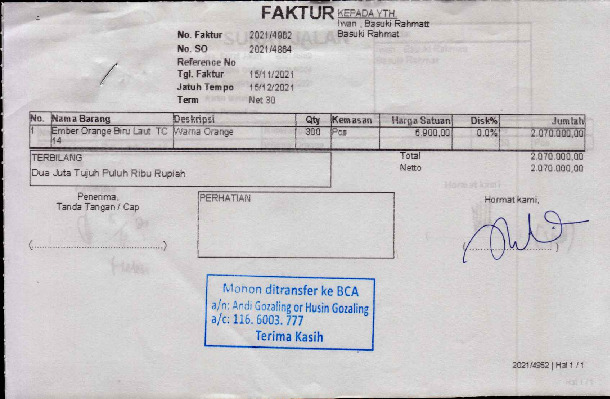 FAKTUR
KEPADA YTH.
Iwan , Basuki Rahmatt
Basuki Rahmat
No. Faktur 2021/4962
No. SO 2021/4884
Reference No
Tgl. Faktur 15/11/2021
Jatuh Tempo 15/12/2021
Term Net 30
No. Nama Barang Deskripsi Qty Kemasan Harga Satuan Disk% Jumlah
1 Ember Orange Biru Laut TC Warna Orange 300 Pcs 6.900,00 0.0% 2.070.000,00
14
TERBILANG
Dua Juta Tujuh Puluh Ribu Rupiah
Total 2.070.000,00
Netto 2.070.000,00
Penerima,
Tanda Tangan / Cap
PERHATIAN
Hormat kami,
Mohon ditransfer ke BCA
a/n: Andi Gozaling or Husin Gozaling
a/c: 116. 6003. 777
Terima Kasih
2021/4962 | Hal 1 / 1